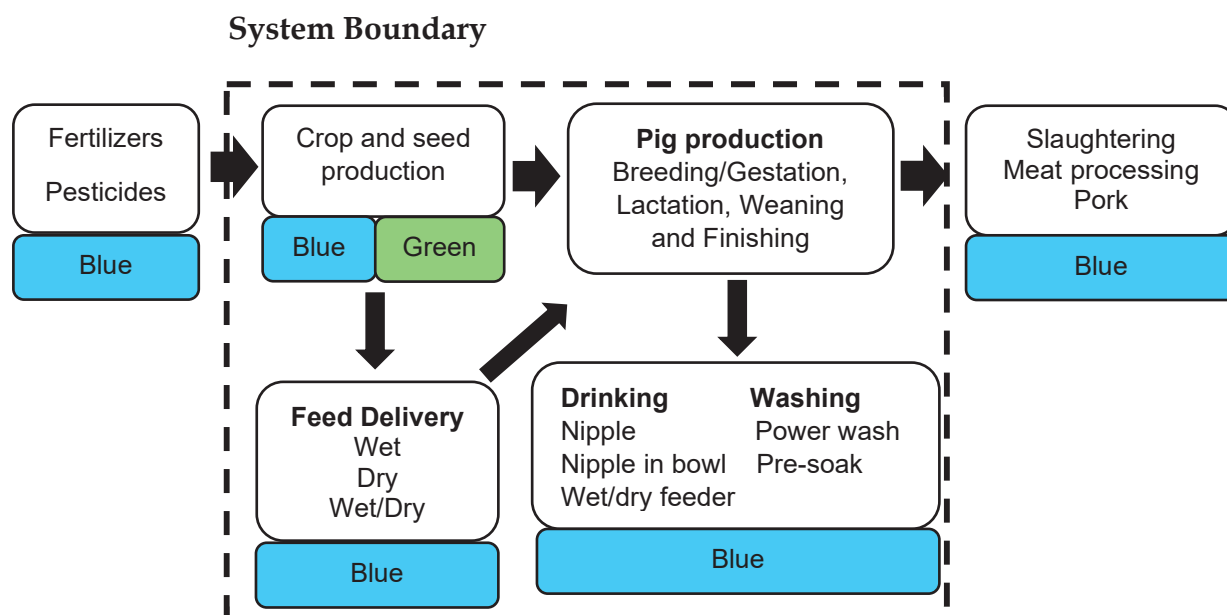 System Boundary
Fertilizers
Pesticides
Blue
Crop and seed
production
Blue
Green
Pig production
Breeding/Gestation,
Lactation, Weaning
and Finishing
Slaughtering
Meat processing
Pork
Blue
Feed Delivery
Wet
Dry
Wet/Dry
Blue
Drinking
Nipple
Nipple in bowl
Wet/dry feeder
Washing
Power wash
Pre-soak
Blue